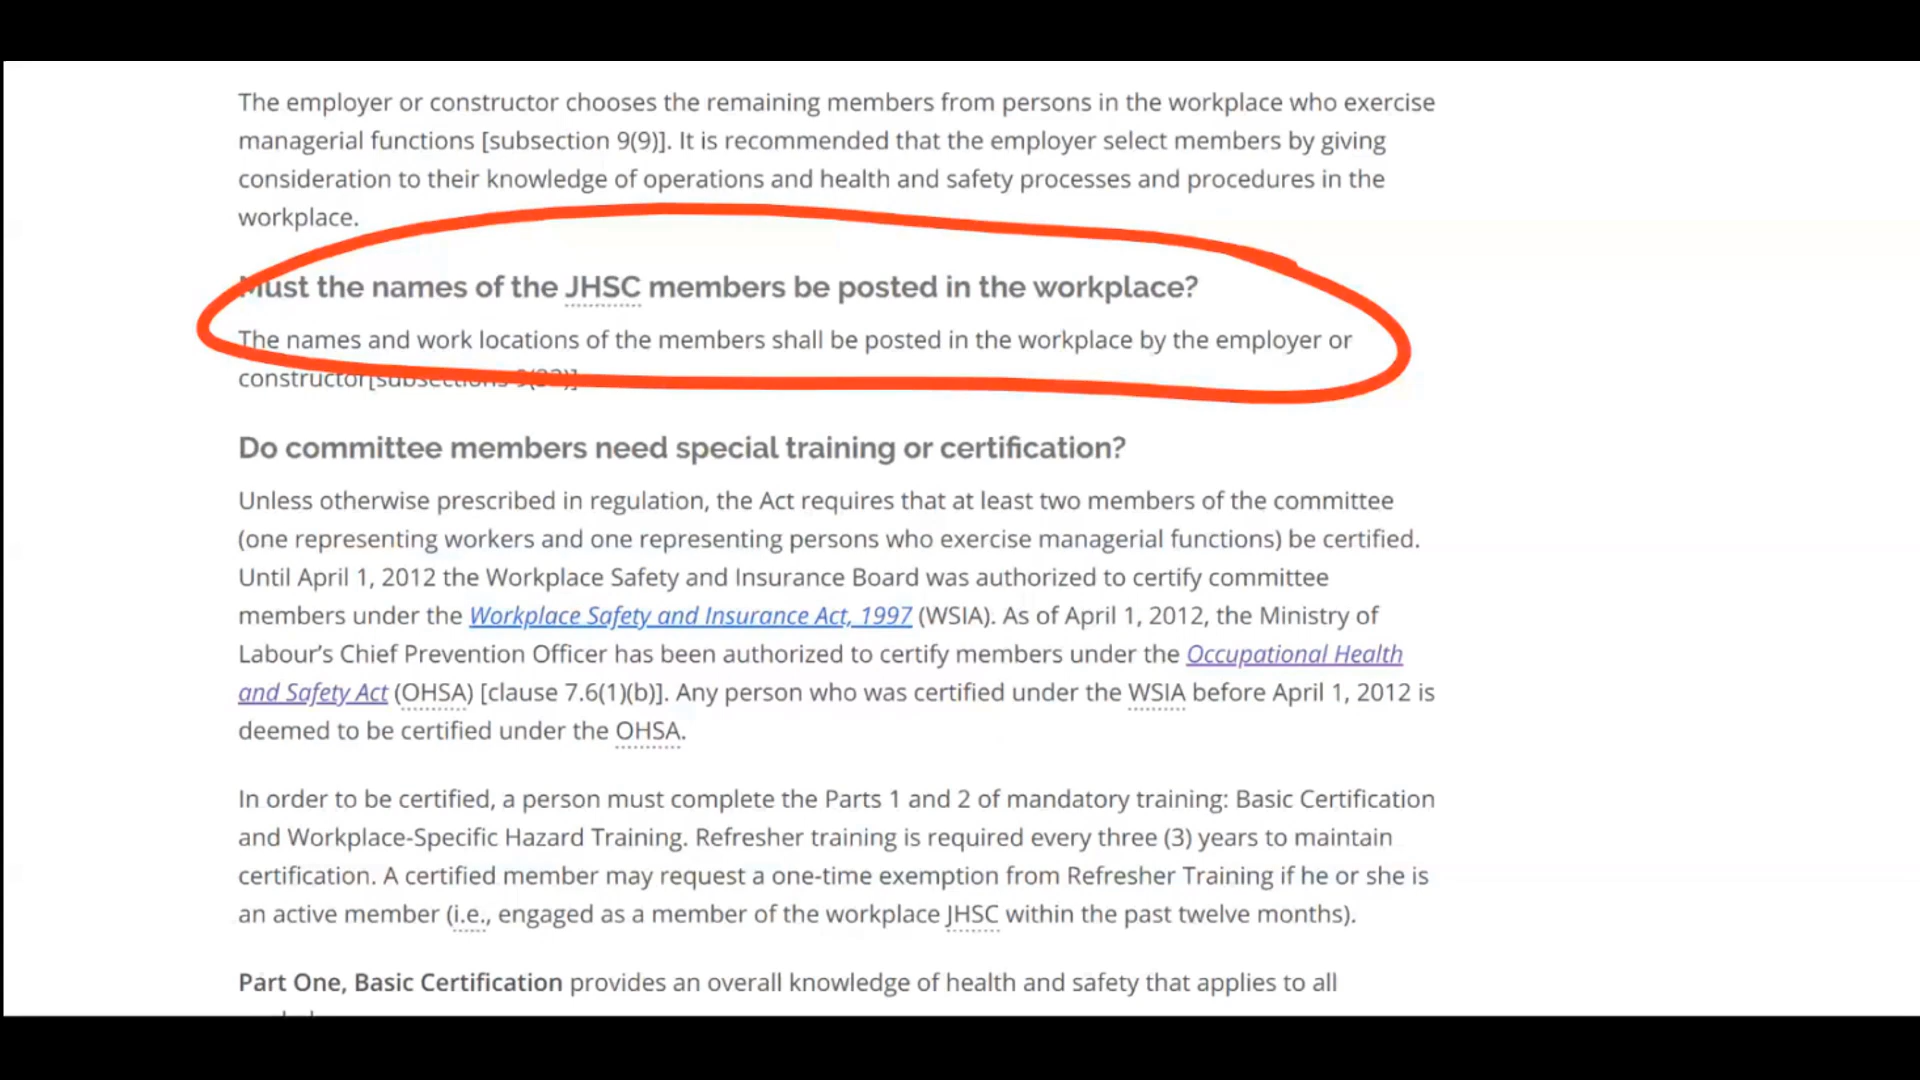 The employer or constructor chooses the remaining members from persons in the workplace who exercise
managerial functions [subsection 9(9)]. It is recommended that the employer select members by giving
consideration to their knowledge of operations and health and safety processes and procedures in the
workplace.
Must the names of the JHSC members be posted in the workplace?
The names and work locations of the members shall be posted in the workplace by the employer or
constructor[subsections 9(32)]
Do committee members need special training or certification?
Unless otherwise prescribed in regulation, the Act requires that at least two members of the committee
(one representing workers and one representing persons who exercise managerial functions) be certified.
Until April 1, 2012 the Workplace Safety and Insurance Board was authorized to certify committee
members under the Workplace Safety and Insurance Act, 1997 (WSIA). As of April 1, 2012, the Ministry of
Labour’s Chief Prevention Officer has been authorized to certify members under the Occupational Health
and Safety Act (OHSA) [clause 7.6(1)(b)]. Any person who was certified under the WSIA before April 1, 2012 is
deemed to be certified under the OHSA.
In order to be certified, a person must complete the Parts 1 and 2 of mandatory training: Basic Certification
and Workplace-Specific Hazard Training. Refresher training is required every three (3) years to maintain
certification. A certified member may request a one-time exemption from Refresher Training if he or she is
an active member (i.e., engaged as a member of the workplace JHSC within the past twelve months).
Part One, Basic Certification provides an overall knowledge of health and safety that applies to all